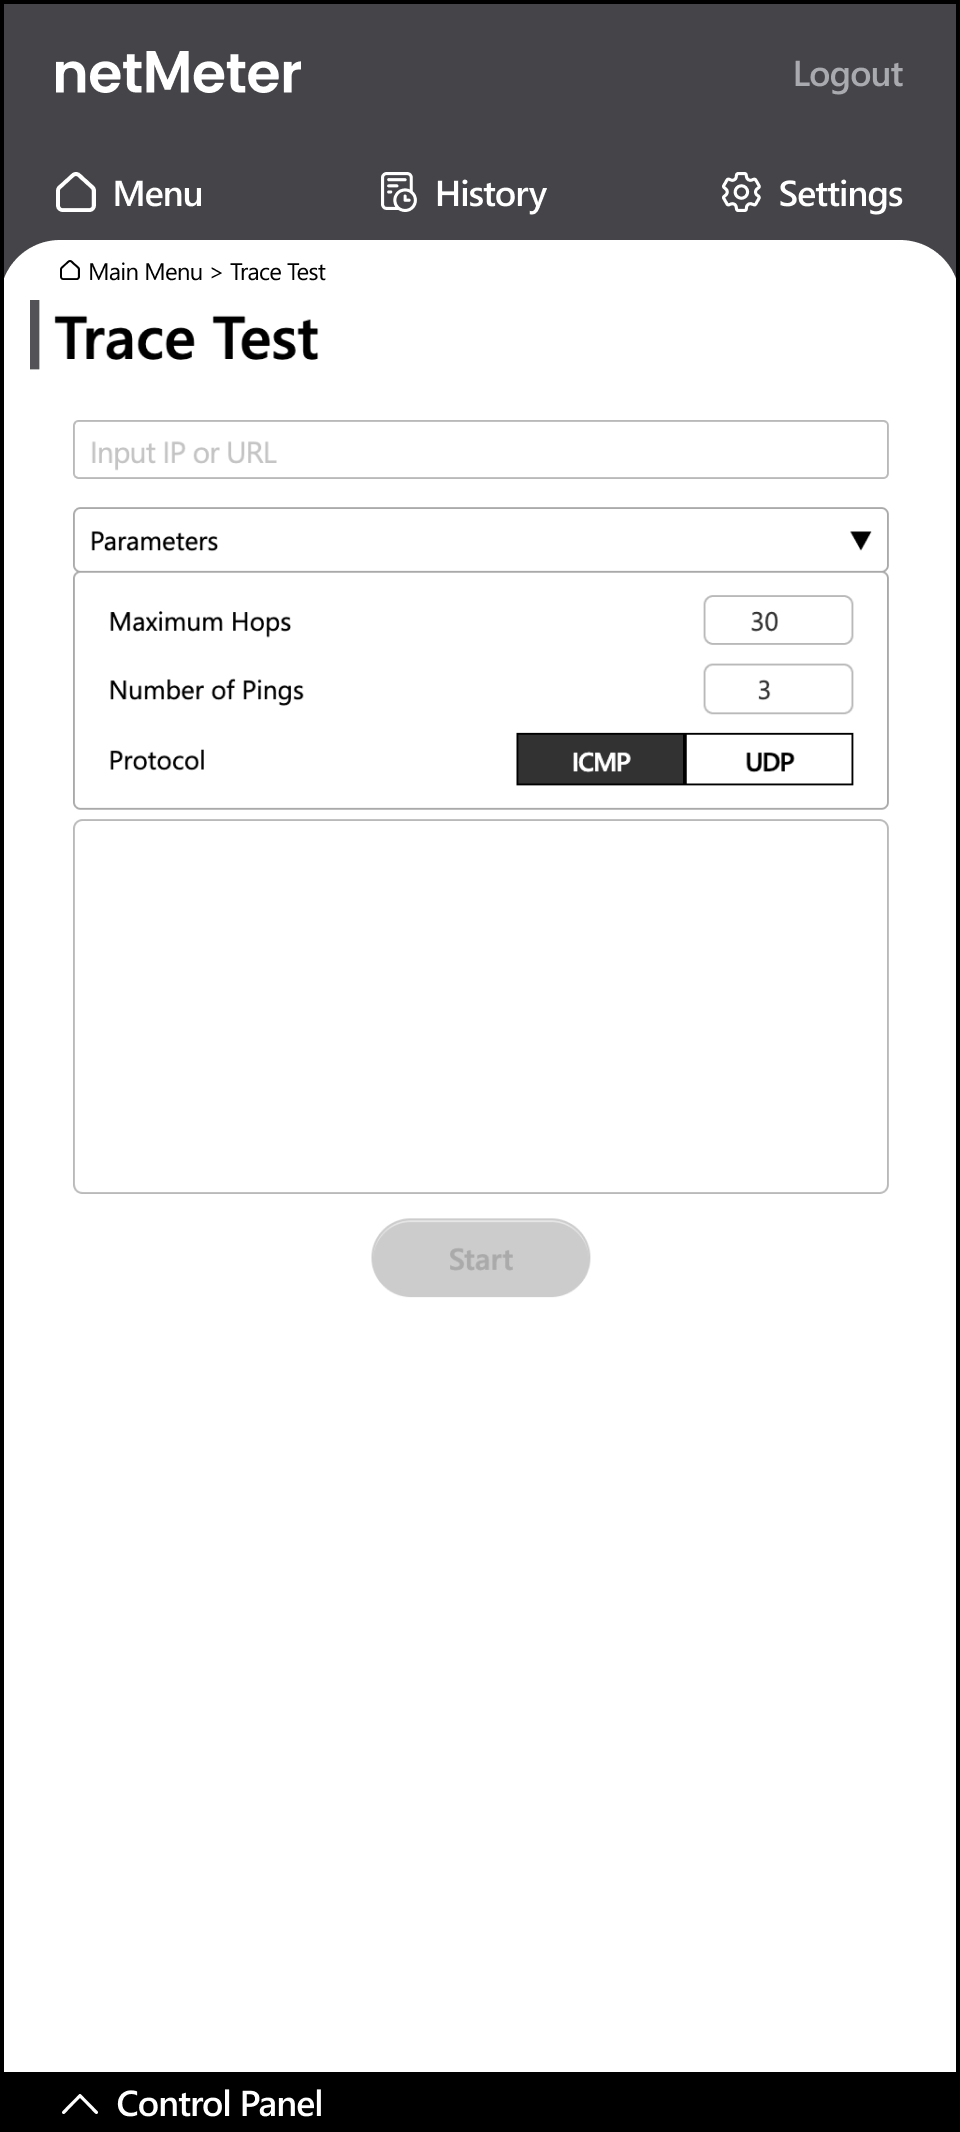 netMeter
Logout
Menu
History
Settings
Main Menu > Trace Test
Trace Test
Input IP or URL
Parameters
Maximum Hops
30
Number of Pings
3
Protocol
ICMP
UDP
Start
Control Panel